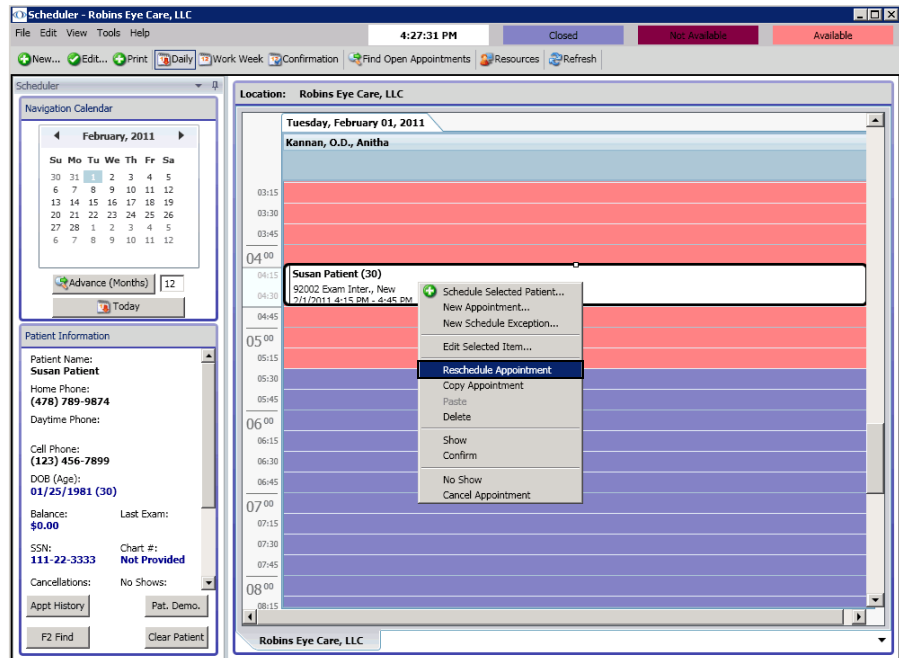 Scheduler - Robins Eye Care, LLC
File Edit View Tools Help
4:27:31 PM Closed Not Available Available
New... Edit... Print Daily Work Week Confirmation Find Open Appointments Resources Refresh
Scheduler
Navigation Calendar
February, 2011
Su Mo Tu We Th Fr Sa
30 31 1 2 3 4 5
6 7 8 9 10 11 12
13 14 15 16 17 18 19
20 21 22 23 24 25 26
27 28 1 2 3 4 5
6 7 8 9 10 11 12
Advance (Months) 12
Today
Patient Information
Patient Name:
Susan Patient
Home Phone:
(478) 789-9874
Daytime Phone:
Cell Phone:
(123) 456-7899
DOB (Age):
01/25/1981 (30)
Balance: Last Exam:
$0.00
SSN: Chart #:
111-22-3333 Not Provided
Cancellations: No Shows:
Appt History Pat. Demo.
F2 Find Clear Patient
Location: Robins Eye Care, LLC
Tuesday, February 01, 2011
Kannan, O.D., Anitha
03:15
03:30
03:45
04 00
04:15
04:30
04:45
05 00
05:15
05:30
05:45
06 00
06:15
06:30
06:45
07 00
07:15
07:30
07:45
08 00
08:15
Susan Patient (30)
92002 Exam Inter., New
2/1/2011 4:15 PM - 4:45 PM
Schedule Selected Patient...
New Appointment...
New Schedule Exception...
Edit Selected Item...
Reschedule Appointment
Copy Appointment
Paste
Delete
Show
Confirm
No Show
Cancel Appointment
Robins Eye Care, LLC